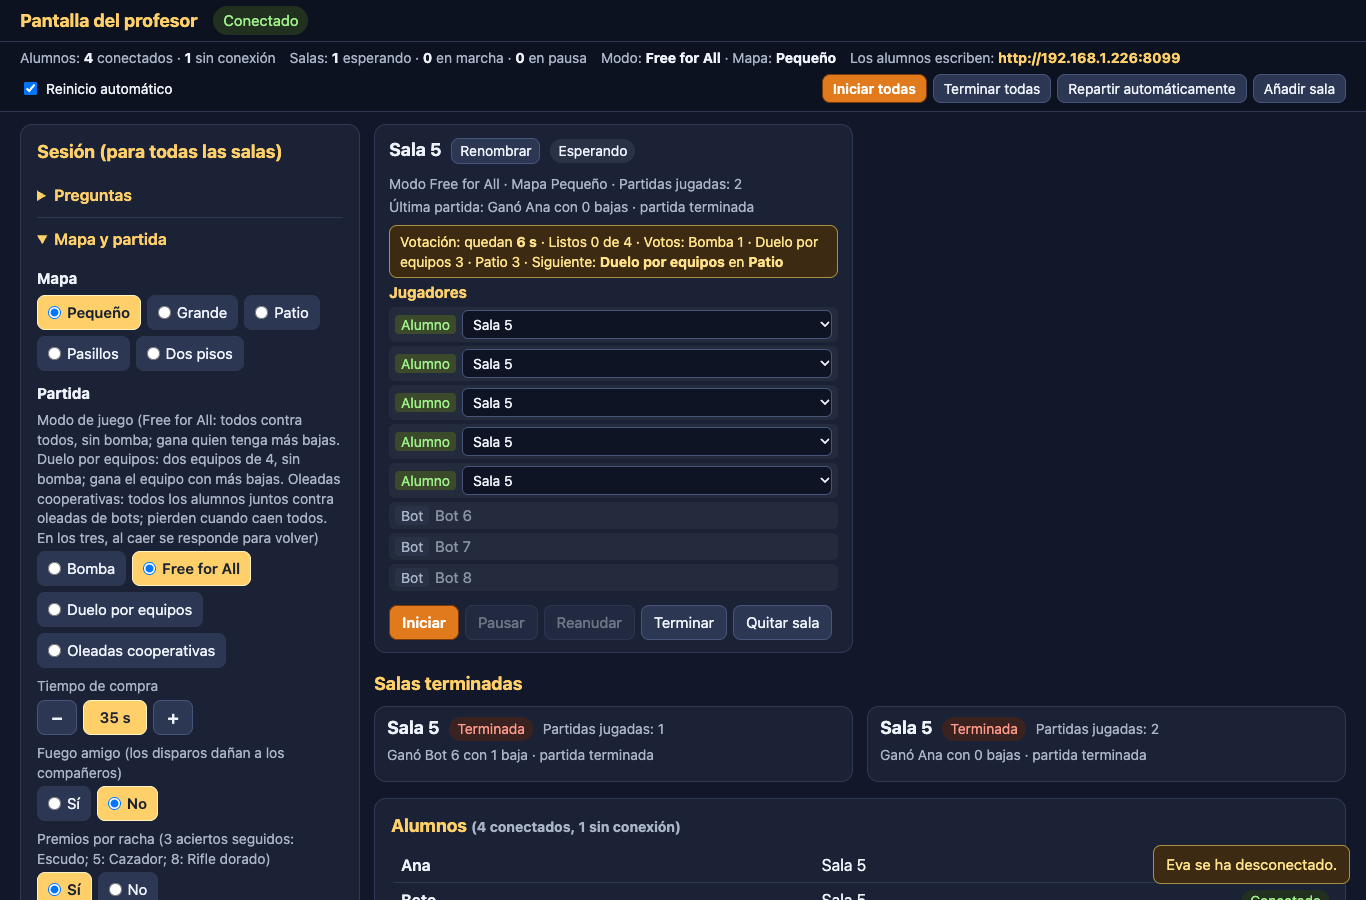 Pantalla del profesor Conectado
Alumnos: 4 conectados · 1 sin conexión Salas: 1 esperando · 0 en marcha · 0 en pausa Modo: Free for All · Mapa: Pequeño Los alumnos escriben: http://192.168.1.226:8099
Reinicio automático
Iniciar todas Terminar todas Repartir automáticamente Añadir sala
Sesión (para todas las salas)
Preguntas
Mapa y partida
Mapa
Pequeño Grande Patio
Pasillos Dos pisos
Partida
Modo de juego (Free for All: todos contra
todos, sin bomba; gana quien tenga más bajas.
Duelo por equipos: dos equipos de 4, sin
bomba; gana el equipo con más bajas. Oleadas
cooperativas: todos los alumnos juntos contra
oleadas de bots; pierden cuando caen todos.
En los tres, al caer se responde para volver)
Bomba Free for All
Duelo por equipos
Oleadas cooperativas
Tiempo de compra
− 35 s +
Fuego amigo (los disparos dañan a los
compañeros)
Sí No
Premios por racha (3 aciertos seguidos:
Escudo; 5: Cazador; 8: Rifle dorado)
Sí No
Sala 5 Renombrar Esperando
Modo Free for All · Mapa Pequeño · Partidas jugadas: 2
Última partida: Ganó Ana con 0 bajas · partida terminada
Votación: quedan 6 s · Listos 0 de 4 · Votos: Bomba 1 · Duelo por
equipos 3 · Patio 3 · Siguiente: Duelo por equipos en Patio
Jugadores
Alumno Sala 5
Alumno Sala 5
Alumno Sala 5
Alumno Sala 5
Alumno Sala 5
Bot Bot 6
Bot Bot 7
Bot Bot 8
Iniciar Pausar Reanudar Terminar Quitar sala
Salas terminadas
Sala 5 Terminada Partidas jugadas: 1
Ganó Bot 6 con 1 baja · partida terminada
Sala 5 Terminada Partidas jugadas: 2
Ganó Ana con 0 bajas · partida terminada
Alumnos (4 conectados, 1 sin conexión)
Ana Sala 5
Eva se ha desconectado.
Sala 5 Conectado